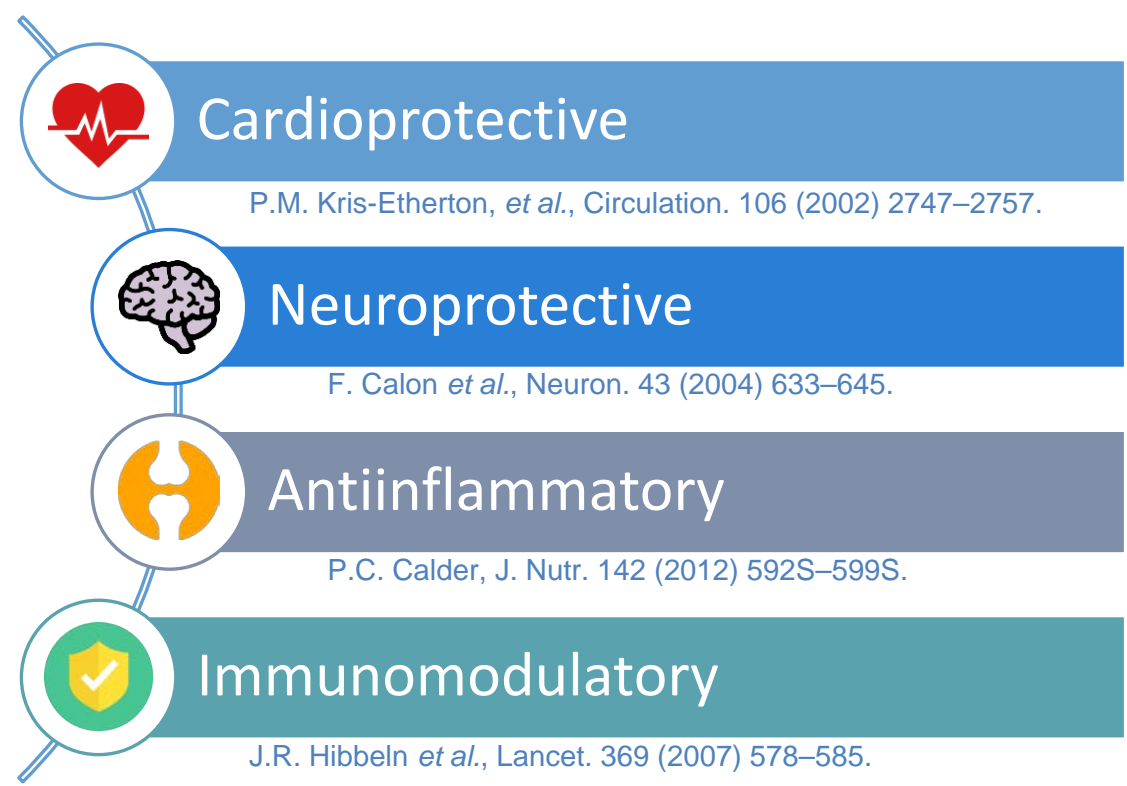 Cardioprotective
P.M. Kris-Etherton, et al., Circulation. 106 (2002) 2747–2757.
Neuroprotective
F. Calon et al., Neuron. 43 (2004) 633–645.
Antiinflammatory
P.C. Calder, J. Nutr. 142 (2012) 592S–599S.
Immunomodulatory
J.R. Hibbeln et al., Lancet. 369 (2007) 578–585.